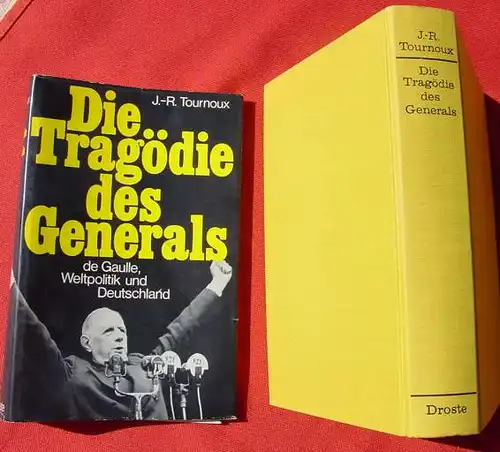 J.-R. Tournoux
Die
Tragödie
des
Generals
de Gaulle,
Weltpolitik und
Deutschland
J.-R.
Tournoux
Die
Tragödie
des
Generals
Droste